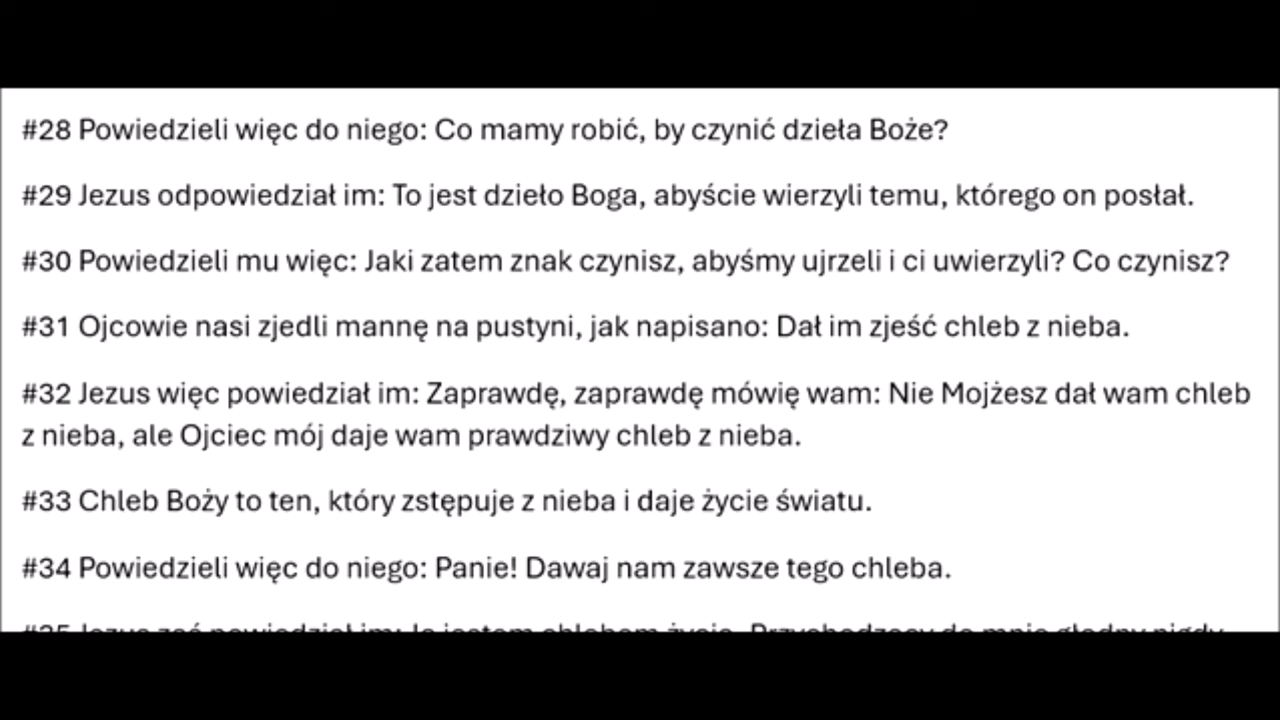 #28 Powiedzieli więc do niego: Co mamy robić, by czynić dzieła Boże?
#29 Jezus odpowiedział im: To jest dzieło Boga, abyście wierzyli temu, którego on posłał.
#30 Powiedzieli mu więc: Jaki zatem znak czynisz, abyśmy ujrzeli i ci uwierzyli? Co czynisz?
#31 Ojcowie nasi zjedli mannę na pustyni, jak napisano: Dał im zjeść chleb z nieba.
#32 Jezus więc powiedział im: Zaprawdę, zaprawdę mówię wam: Nie Mojżesz dał wam chleb
z nieba, ale Ojciec mój daje wam prawdziwy chleb z nieba.
#33 Chleb Boży to ten, który zstępuje z nieba i daje życie światu.
#34 Powiedzieli więc do niego: Panie! Dawaj nam zawsze tego chleba.